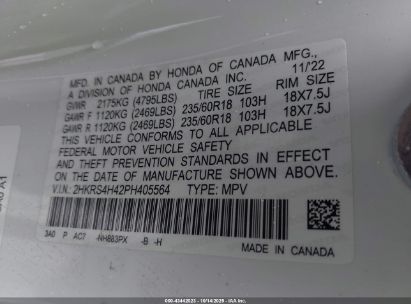 MFD. IN CANADA BY HONDA OF CANADA MFG.,
A DIVISION OF HONDA CANADA INC. 11/'22
GVWR 2175KG (4795LBS) TIRE SIZE RIM SIZE
GAWR F 1120KG (2469LBS) 235/60R18 103H 18X7.5J
GAWR R 1120KG (2469LBS) 235/60R18 103H 18X7.5J
THIS VEHICLE CONFORMS TO ALL APPLICABLE
FEDERAL MOTOR VEHICLE SAFETY
AND THEFT PREVENTION STANDARDS IN EFFECT ON
THE DATE OF MANUFACTURE SHOWN ABOVE.
V.I.N: 2HKRS4H42PH405564 TYPE: MPV
3A0 P AC7 -NH883PX -B -H
MADE IN CANADA